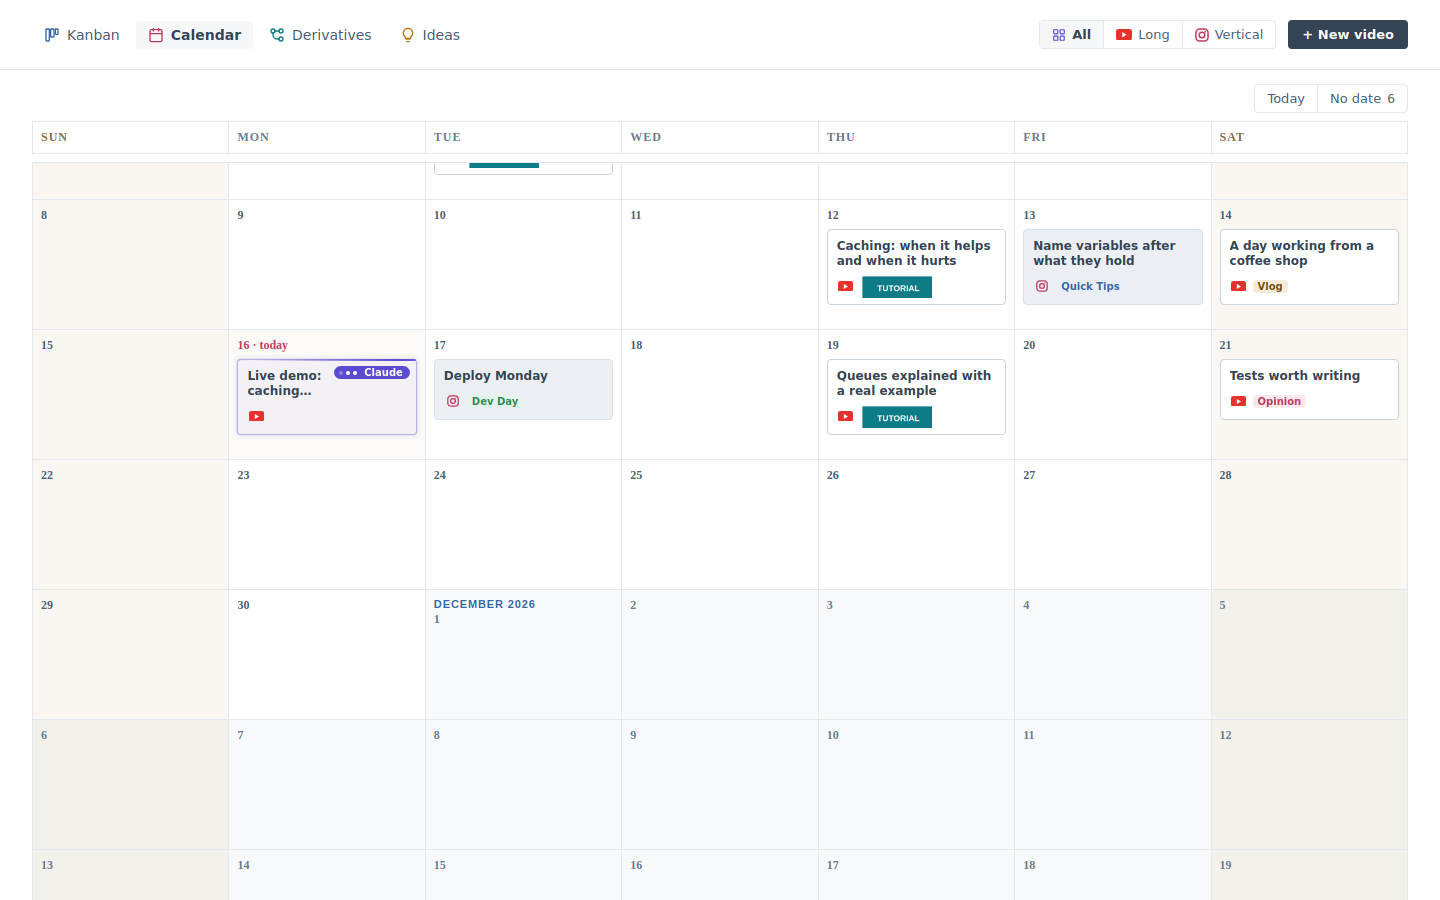 Kanban
Calendar
Derivatives
Ideas
All
Long
Vertical
+ New video
Today
No date 6
SUN
MON
TUE
WED
THU
FRI
SAT
8
9
10
11
12
Caching: when it helps
and when it hurts
TUTORIAL
13
Name variables after
what they hold
Quick Tips
14
A day working from a
coffee shop
Vlog
15
16 · today
Live demo:
caching…
Claude
17
Deploy Monday
Dev Day
18
19
Queues explained with
a real example
TUTORIAL
20
21
Tests worth writing
Opinion
22
23
24
25
26
27
28
29
30
DECEMBER 2026
1
2
3
4
5
6
7
8
9
10
11
12
13
14
15
16
17
18
19